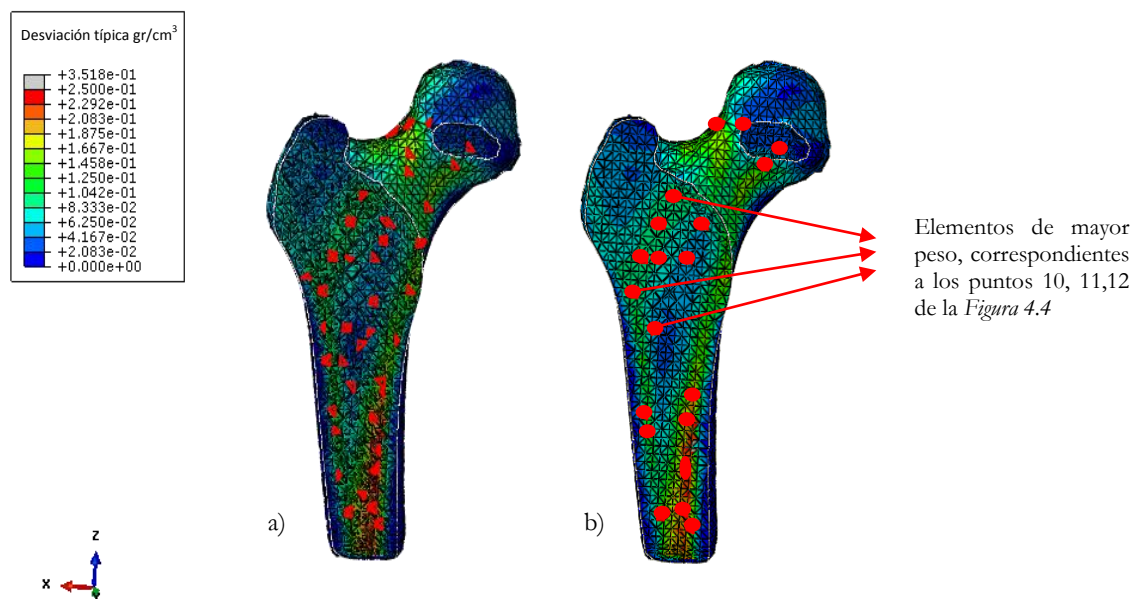 Desviación típica gr/cm³
+3.518e-01
+2.500e-01
+2.292e-01
+2.083e-01
+1.875e-01
+1.667e-01
+1.458e-01
+1.250e-01
+1.042e-01
+8.333e-02
+6.250e-02
+4.167e-02
+2.083e-02
+0.000e+00
Elementos de mayor
peso, correspondientes
a los puntos 10, 11,12
de la Figura 4.4
a)
b)
Z
X